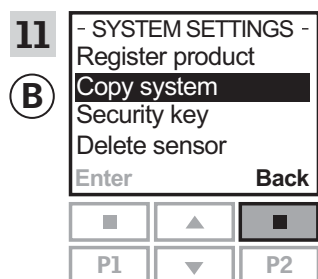 11
B
- SYSTEM SETTINGS -
Register product
Copy system
Security key
Delete sensor
Enter Back
P1 P2